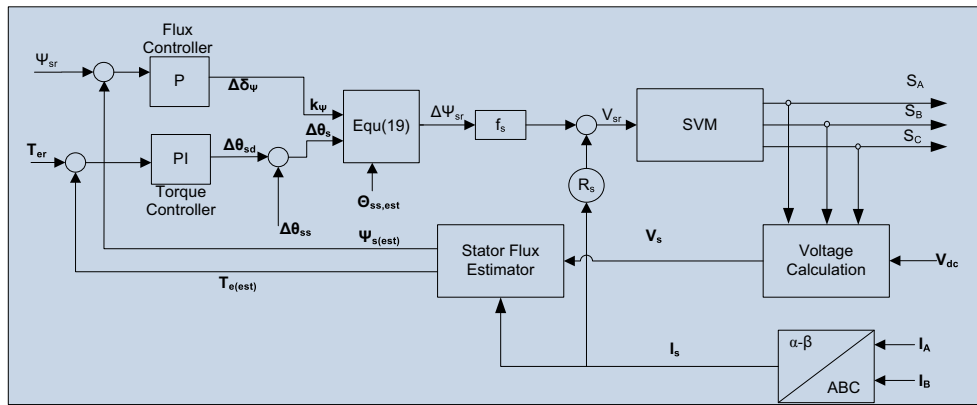 Flux
Controller
Ψsr
P
ΔδΨ
kΨ
Equ(19)
ΔΨsr
fs
Vsr
SVM
SA
SB
SC
Ter
PI
Torque
Controller
Δθsd
Δθs
Θss,est
Δθss
Rs
Ψs(est)
Te(est)
Stator Flux
Estimator
Vs
Voltage
Calculation
Vdc
Is
α-β
ABC
IA
IB